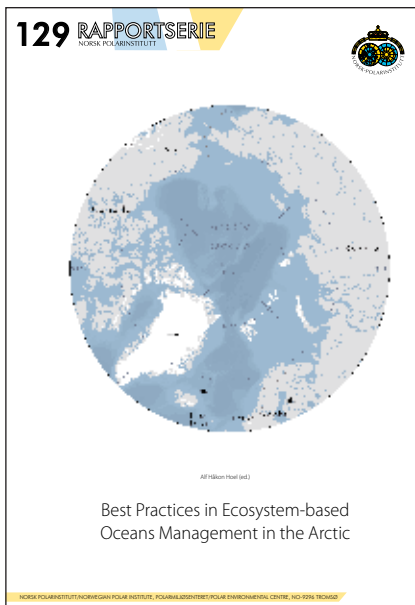 129 RAPPORTSERIE
NORSK POLARINSTITUTT
NORSK-POLARINSTITUTT
Alf Håkon Hoel (ed.)
Best Practices in Ecosystem-based
Oceans Management in the Arctic
NORSK POLARINSTITUTT/NORWEGIAN POLAR INSTITUTE, POLARMILJØSENTERET/POLAR ENVIRONMENTAL CENTRE, NO-9296 TROMSØ